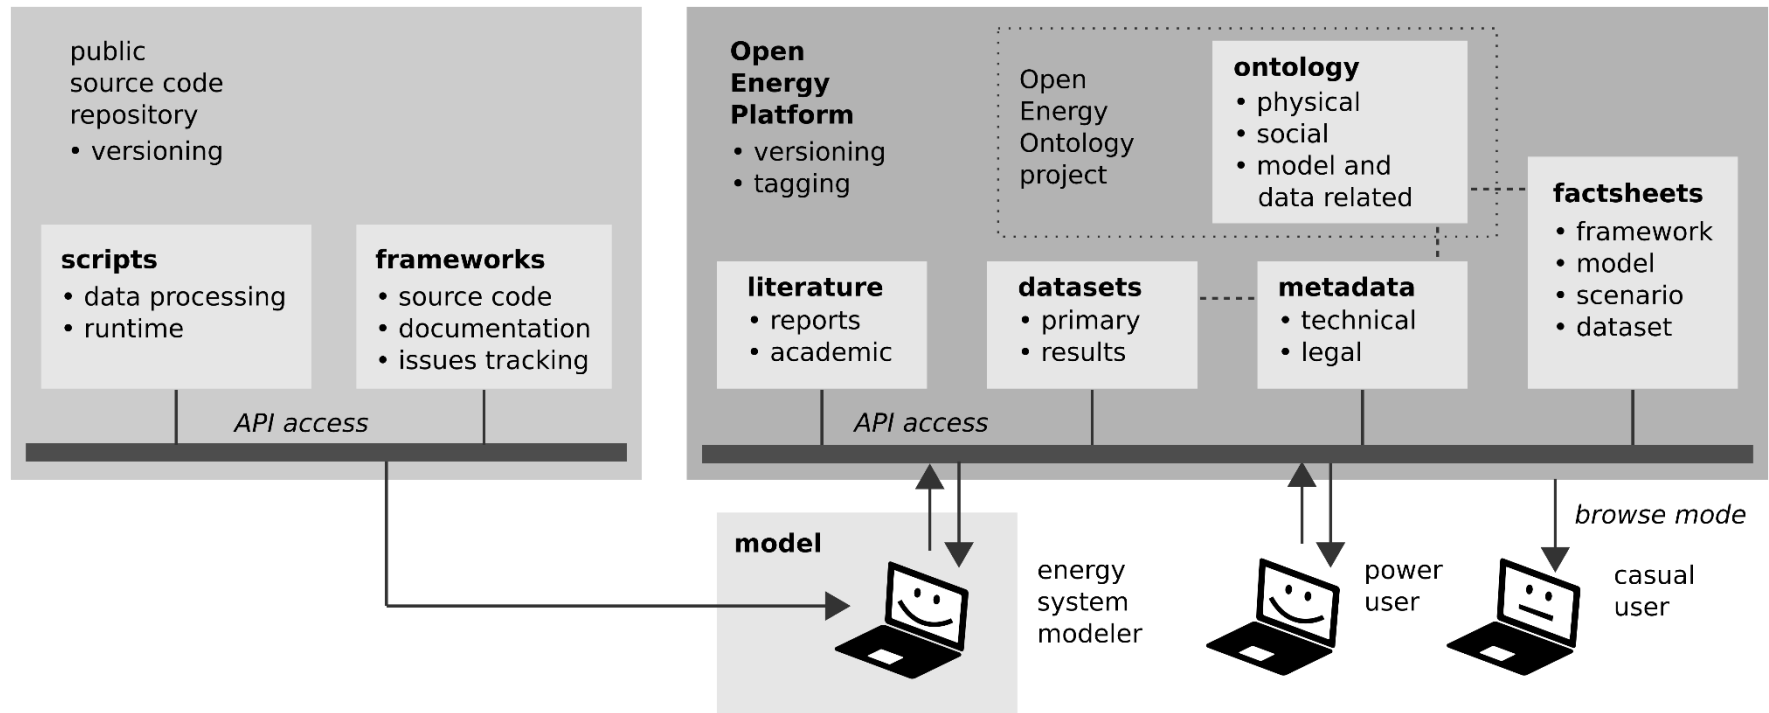 public
source code
repository
• versioning
scripts
• data processing
• runtime
frameworks
• source code
• documentation
• issues tracking
API access
Open
Energy
Platform
• versioning
• tagging
Open
Energy
Ontology
project
ontology
• physical
• social
• model and
data related
factsheets
• framework
• model
• scenario
• dataset
literature
• reports
• academic
datasets
• primary
• results
metadata
• technical
• legal
API access
model
energy
system
modeler
power
user
browse mode
casual
user